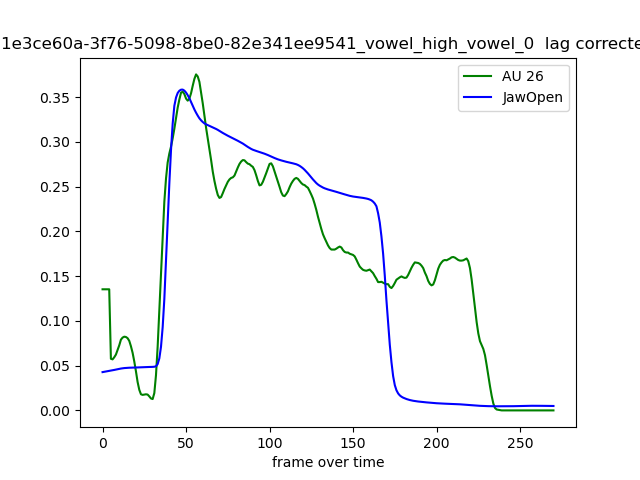 1e3ce60a-3f76-5098-8be0-82e341ee9541_vowel_high_vowel_0 lag correcte
AU 26
JawOpen
0.35
0.30
0.25
0.20
0.15
0.10
0.05
0.00
0 50 100 150 200 250
frame over time